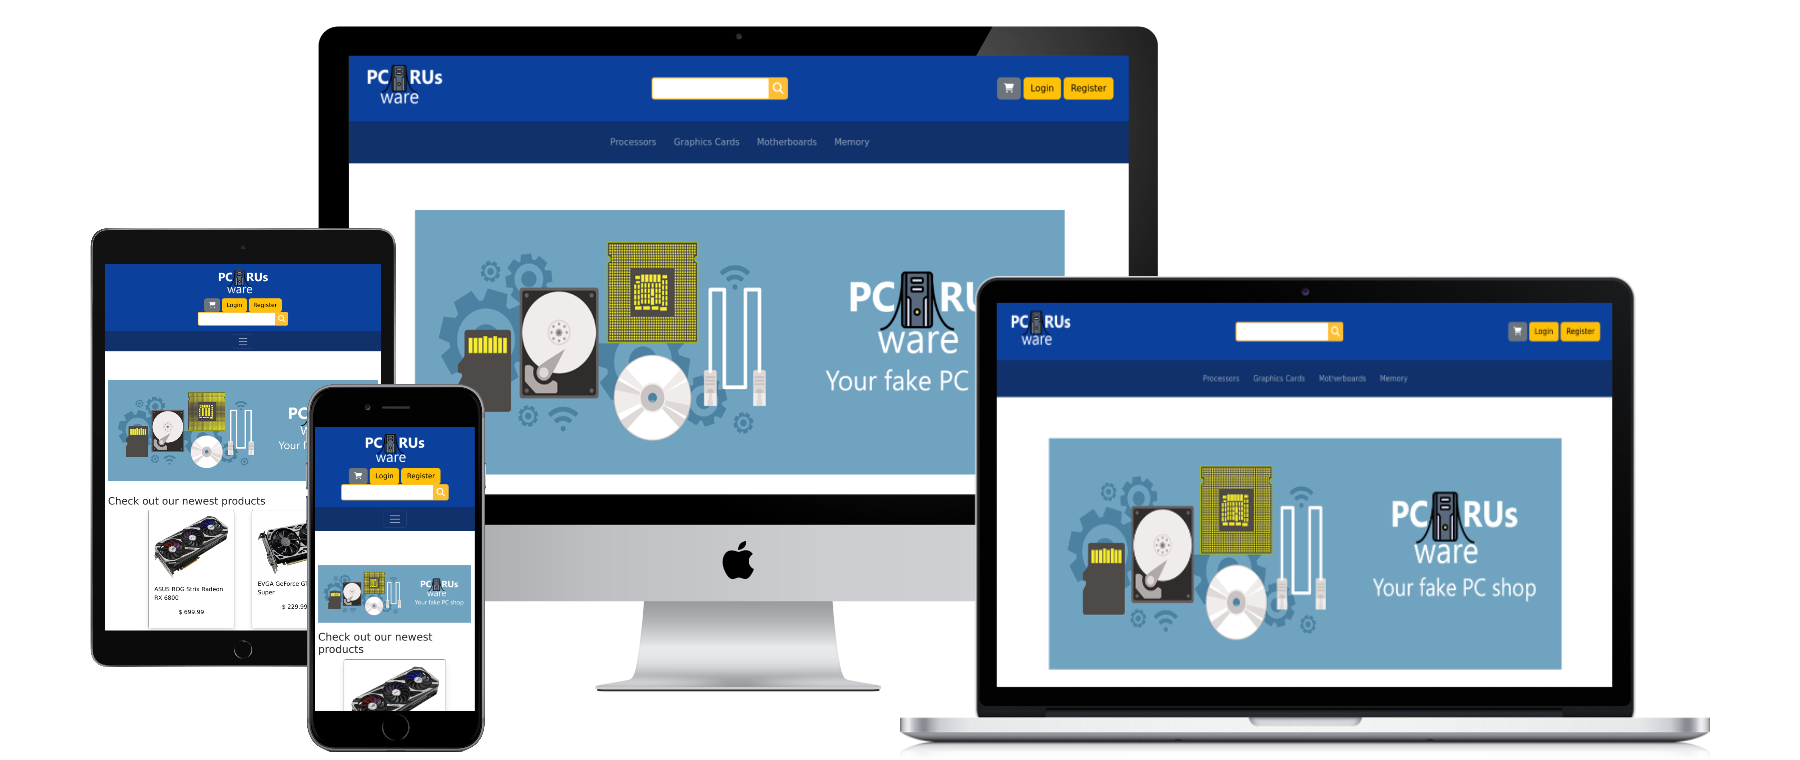 PC RUs
ware
Login
Register
Processors
Graphics Cards
Motherboards
Memory
PC RU
ware
Your fake PC
PC RUs
ware
Login
Register
Check out our newest products
ASUS ROG Strix Radeon
RX 6800
$ 699.99
EVGA GeForce GT
Super
$ 229.99
PC
Your f
PC RUs
ware
Login
Register
PC RUs
ware
Your fake PC shop
Check out our newest
products
PC RUs
ware
Login
Register
Processors
Graphics Cards
Motherboards
Memory
PC RUs
ware
Your fake PC shop